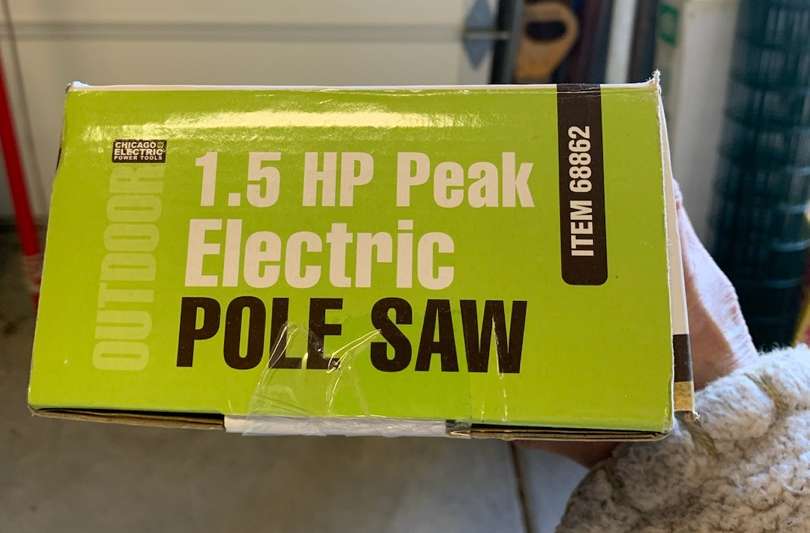 CHICAGO
ELECTRIC
POWER TOOLS
OUTDOOR
1.5 HP Peak
Electric
POLE SAW
ITEM 68862